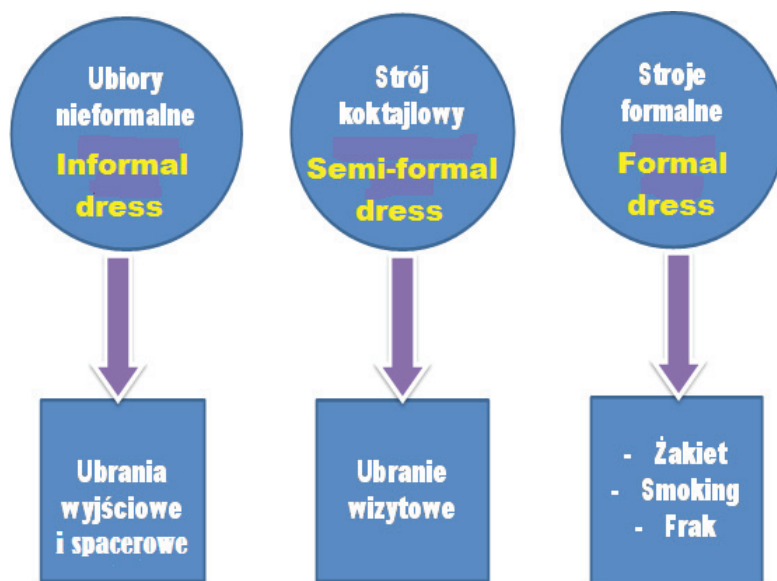 Ubiory
nieformalne
Informal
dress
Strój
koktajlowy
Semi-formal
dress
Stroje
formalne
Formal
dress
Ubrania
wyjściowe
i spacerowe
Ubranie
wizytowe
- Żakiet
- Smoking
- Frak